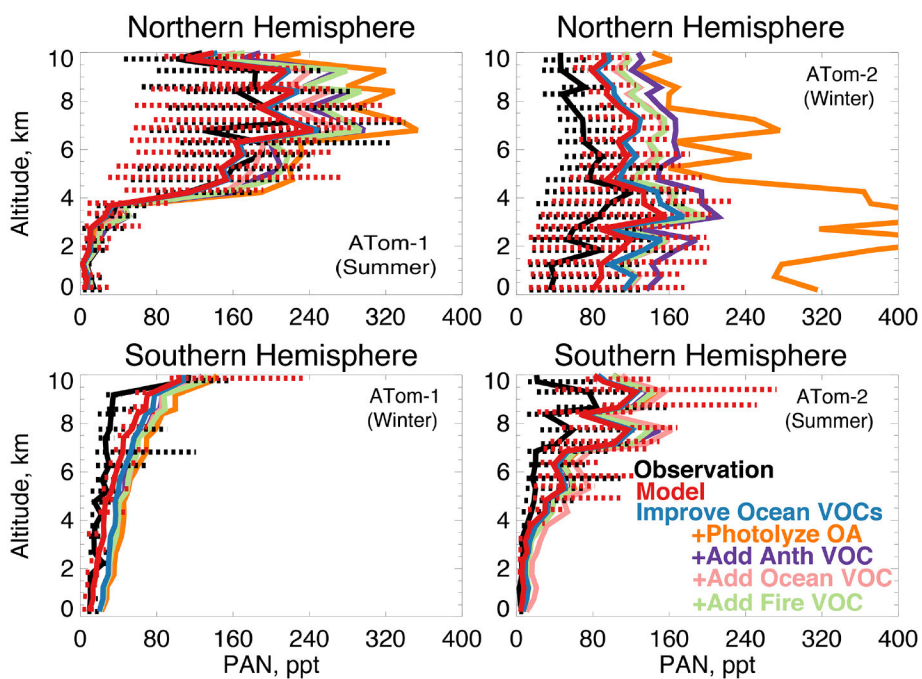 Northern Hemisphere
Northern Hemisphere
10
8
6
4
2
0
Altitude, km
ATom-1
(Summer)
0 80 160 240 320 400
10
8
6
4
2
0
ATom-2
(Winter)
0 80 160 240 320 400
Southern Hemisphere
Southern Hemisphere
10
8
6
4
2
0
Altitude, km
ATom-1
(Winter)
0 80 160 240 320
PAN, ppt
10
8
6
4
2
0
ATom-2
(Summer)
Observation
Model
Improve Ocean VOCs
+Photolyze OA
+Add Anth VOC
+Add Ocean VOC
+Add Fire VOC
0 80 160 240 320 400
PAN, ppt